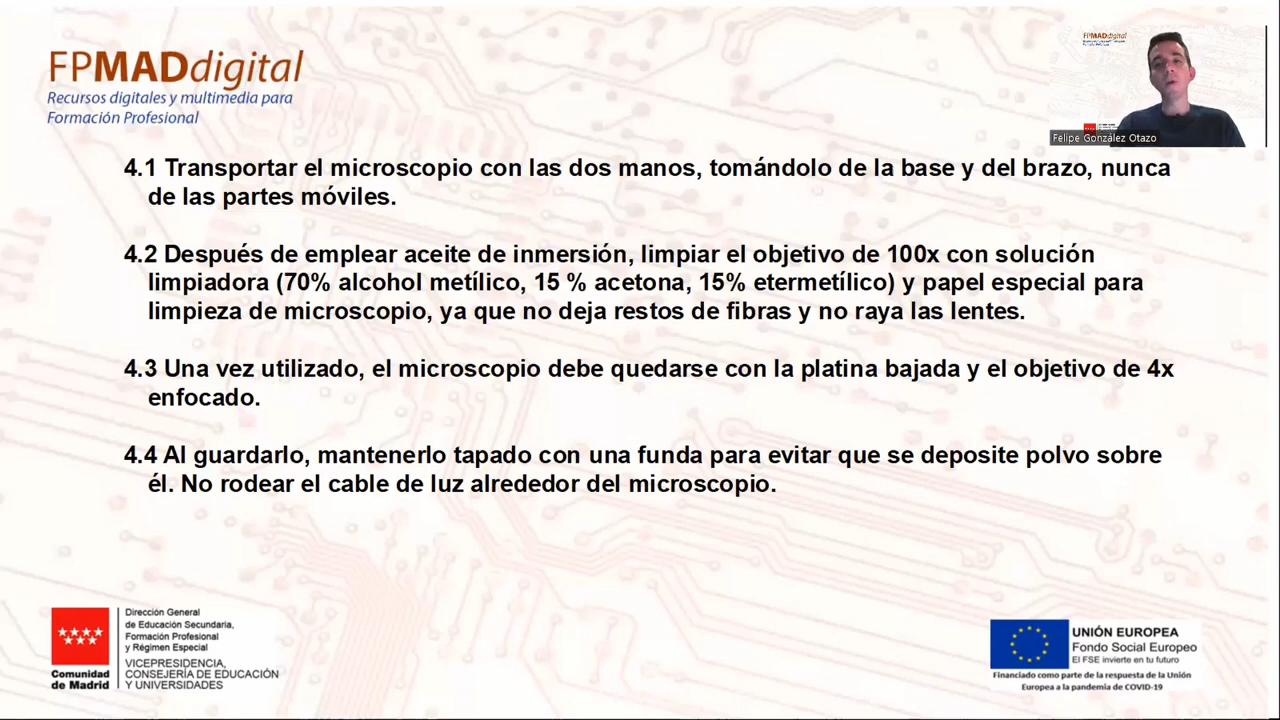 FPMADdigital
Recursos digitales y multimedia para
Formación Profesional
FPMADdigital
Felipe González Otazo
4.1 Transportar el microscopio con las dos manos, tomándolo de la base y del brazo, nunca
de las partes móviles.
4.2 Después de emplear aceite de inmersión, limpiar el objetivo de 100x con solución
limpiadora (70% alcohol metílico, 15 % acetona, 15% etermetílico) y papel especial para
limpieza de microscopio, ya que no deja restos de fibras y no raya las lentes.
4.3 Una vez utilizado, el microscopio debe quedarse con la platina bajada y el objetivo de 4x
enfocado.
4.4 Al guardarlo, mantenerlo tapado con una funda para evitar que se deposite polvo sobre
él. No rodear el cable de luz alrededor del microscopio.
Comunidad
de Madrid
Dirección General
de Educación Secundaria,
Formación Profesional
y Régimen Especial
VICEPRESIDENCIA,
CONSEJERÍA DE EDUCACIÓN
Y UNIVERSIDADES
UNIÓN EUROPEA
Fondo Social Europeo
El FSE invierte en tu futuro
Financiado como parte de la respuesta de la Unión
Europea a la pandemia de COVID-19